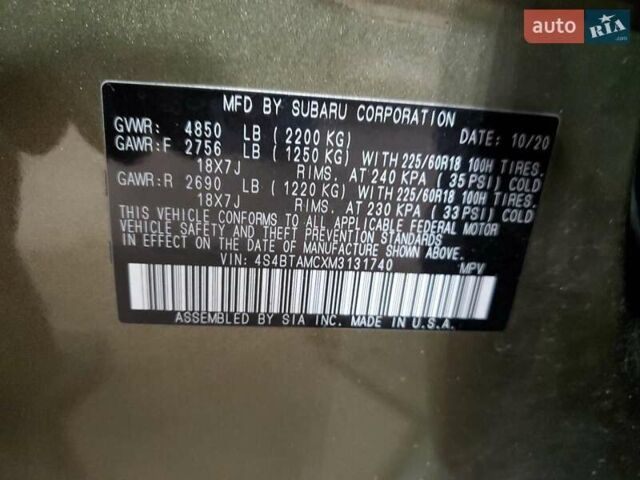 auto RIA.com
MFD BY SUBARU CORPORATION
GVWR: 4850 LB (2200 KG) DATE: 10/20
GAWR:F 2756 LB (1250 KG) WITH 225/60R18 100H TIRES.
18X7J RIMS. AT 240 KPA (35 PSI) COLD
GAWR:R 2690 LB (1220 KG) WITH 225/60R18 100H TIRES.
18X7J RIMS. AT 230 KPA (33 PSI) COLD
THIS VEHICLE CONFORMS TO ALL APPLICABLE FEDERAL MOTOR
VEHICLE SAFETY AND THEFT PREVENTION STANDARDS
IN EFFECT ON THE DATE OF MANUFACTURE SHOWN ABOVE.
VIN: 4S4BTAMCXM3131740 MPV
ASSEMBLED BY SIA INC. MADE IN U.S.A.